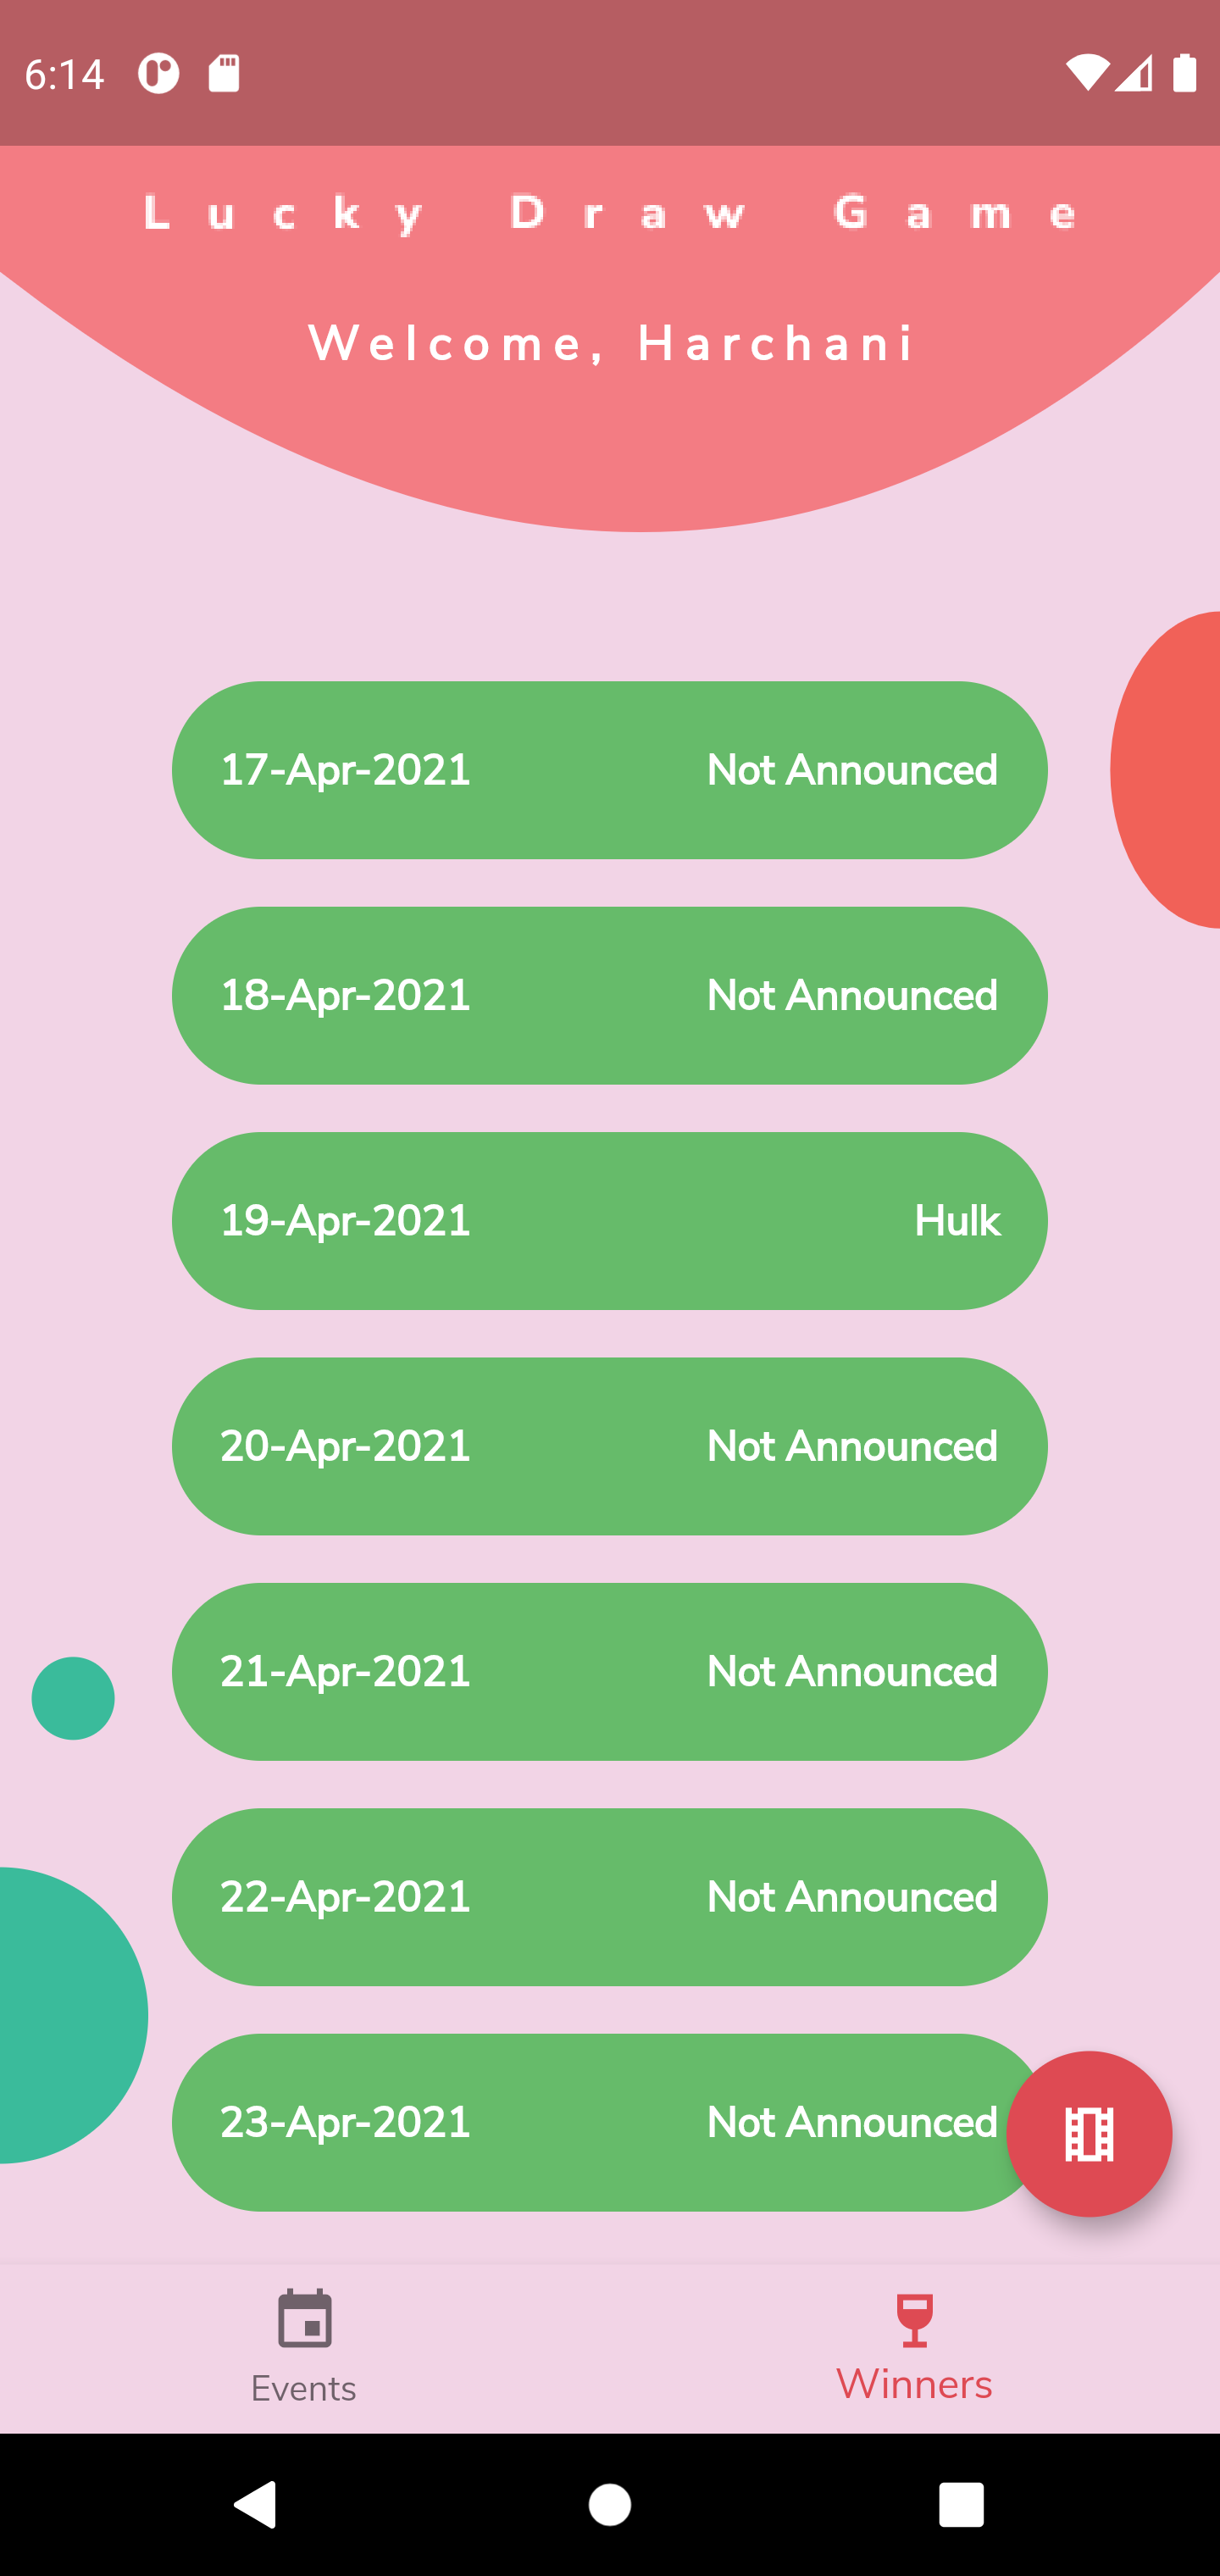 6:14
Lucky Draw Game
Welcome, Harchani
17-Apr-2021 Not Announced
18-Apr-2021 Not Announced
19-Apr-2021 Hulk
20-Apr-2021 Not Announced
21-Apr-2021 Not Announced
22-Apr-2021 Not Announced
23-Apr-2021 Not Announced
Events Winners